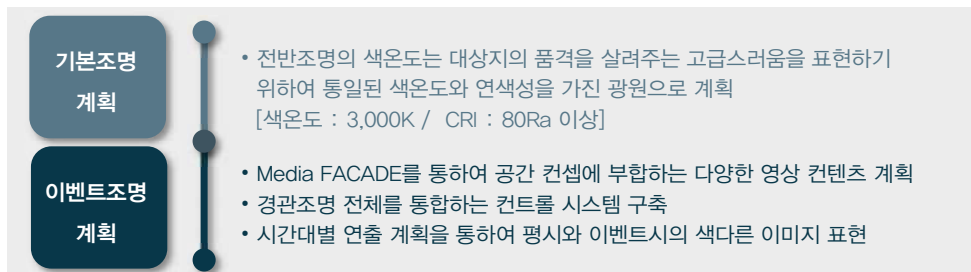 기본조명
계획
• 전반조명의 색온도는 대상지의 품격을 살려주는 고급스러움을 표현하기
위하여 통일된 색온도와 연색성을 가진 광원으로 계획
[색온도 : 3,000K / CRI : 80Ra 이상]
이벤트조명
계획
• Media FACADE를 통하여 공간 컨셉에 부합하는 다양한 영상 컨텐츠 계획
• 경관조명 전체를 통합하는 컨트롤 시스템 구축
• 시간대별 연출 계획을 통하여 평시와 이벤트시의 색다른 이미지 표현